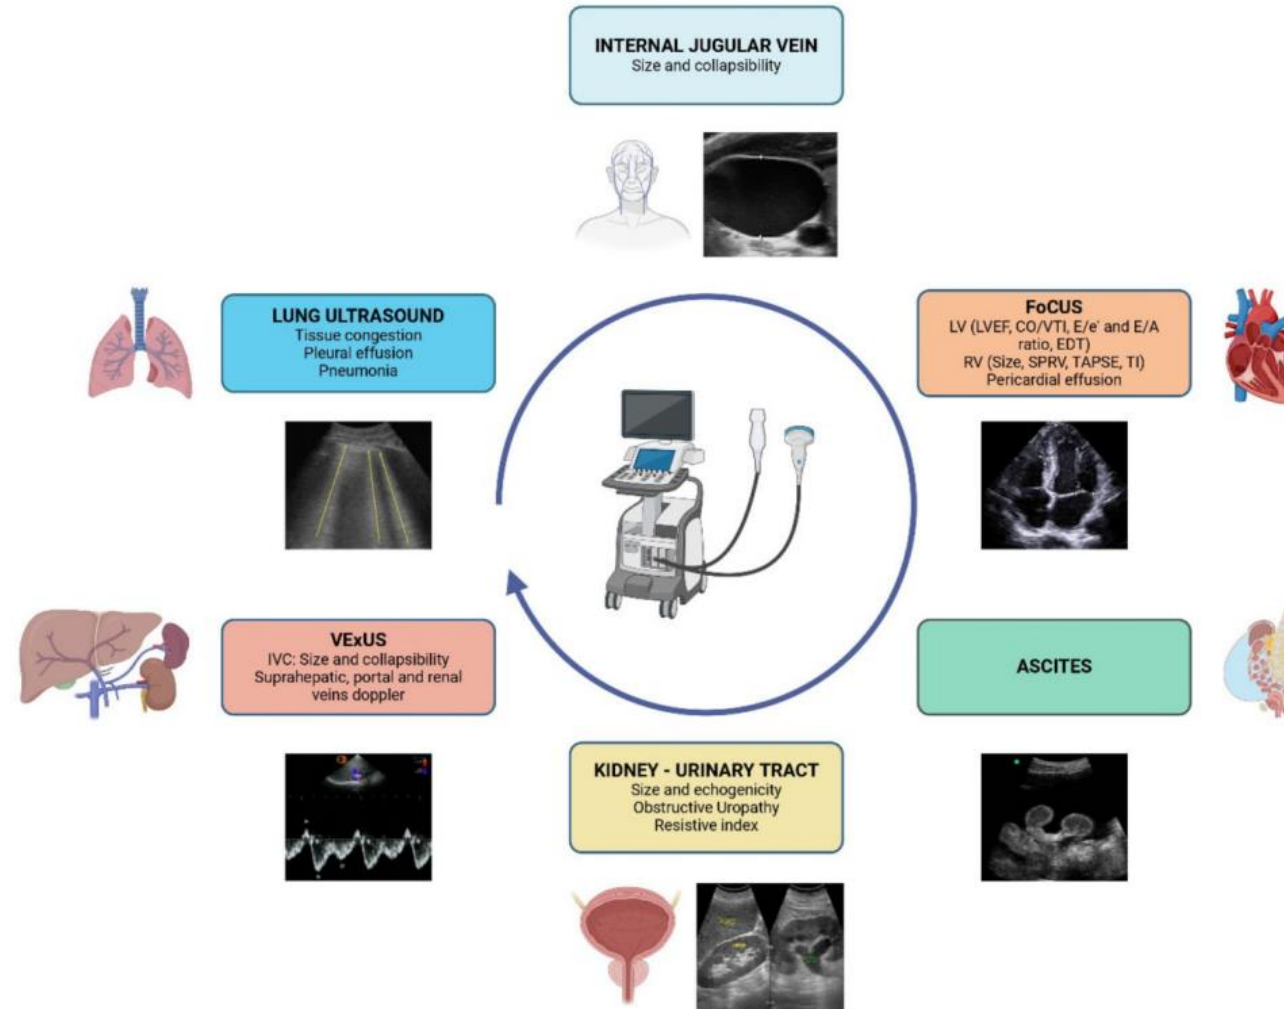 INTERNAL JUGULAR VEIN
Size and collapsibility
LUNG ULTRASOUND
Tissue congestion
Pleural effusion
Pneumonia
FoCUS
LV (LVEF, CO/VTI, E/e' and E/A
ratio, EDT)
RV (Size, SPRV, TAPSE, TI)
Pericardial effusion
VExUS
IVC: Size and collapsibility
Suprahepatic, portal and renal
veins doppler
ASCITES
KIDNEY - URINARY TRACT
Size and echogenicity
Obstructive Uropathy
Resistive index